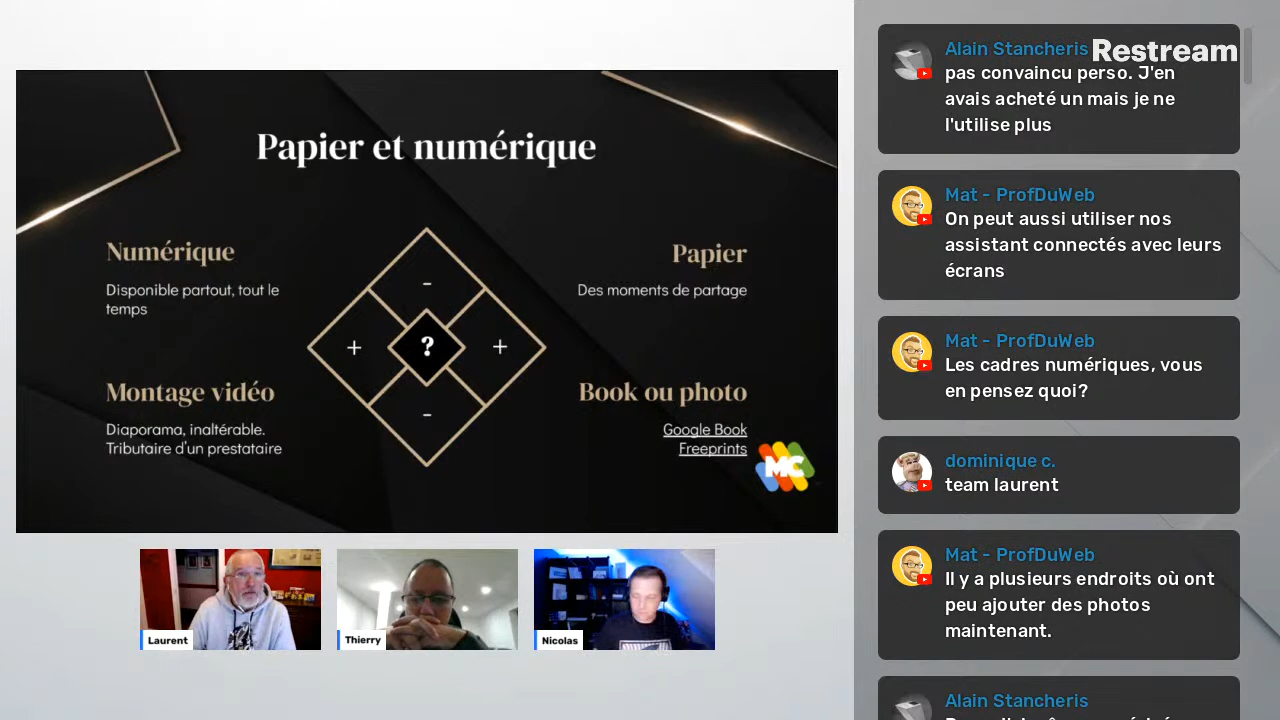 Papier et numérique
Numérique
Disponible partout, tout le
temps
Papier
Des moments de partage
-
+
?
+
-
Montage vidéo
Diaporama, inaltérable.
Tributaire d'un prestataire
Book ou photo
Google Book
Freeprints
MC
Laurent
Thierry
Nicolas
Restream
Alain Stancheris
pas convaincu perso. J'en
avais acheté un mais je ne
l'utilise plus
Mat - ProfDuWeb
On peut aussi utiliser nos
assistant connectés avec leurs
écrans
Mat - ProfDuWeb
Les cadres numériques, vous
en pensez quoi?
dominique c.
team laurent
Mat - ProfDuWeb
Il y a plusieurs endroits où ont
peu ajouter des photos
maintenant.
Alain Stancheris